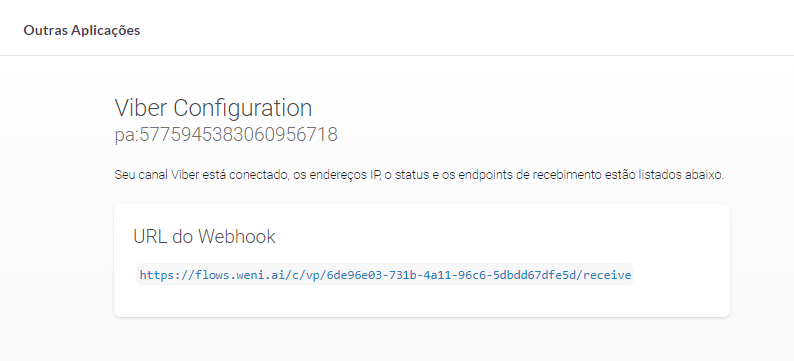 Outras Aplicações
Viber Configuration
pa:5775945383060956718
Seu canal Viber está conectado, os endereços IP, o status e os endpoints de recebimento estão listados abaixo.
URL do Webhook
https://flows.weni.ai/c/vp/6de96e03-731b-4a11-96c6-5dbdd67dfe5d/receive